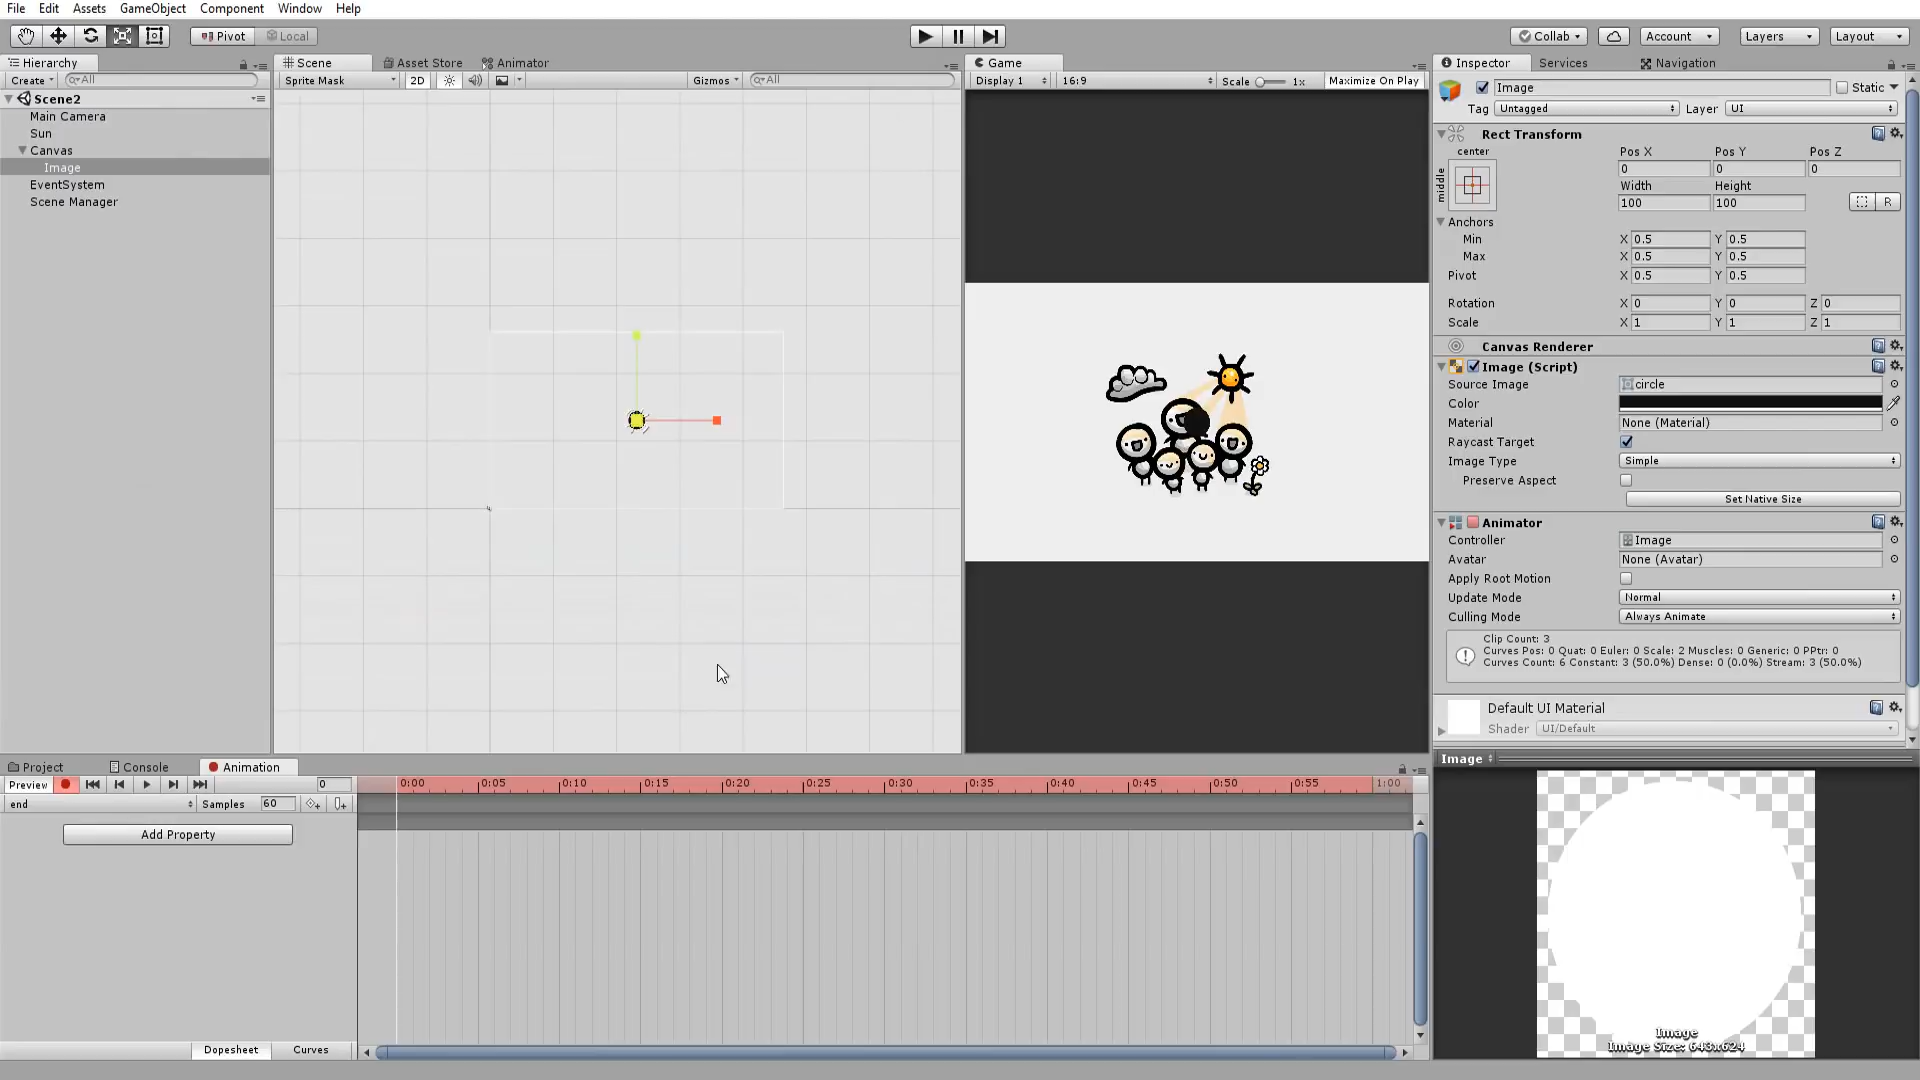 File Edit Assets GameObject Component Window Help
Pivot Local
Collab Account Layers Layout
Hierarchy
Create All
Scene2
Main Camera
Sun
Canvas
Image
EventSystem
Scene Manager
Scene Asset Store Animator
Sprite Mask 2D Gizmos All
Game
Display 1 16:9 Scale 1x Maximize On Play
Inspector Services Navigation
Image Static
Tag Untagged Layer UI
Rect Transform
center
middle
Pos X Pos Y Pos Z
0 0 0
Width Height
100 100 R
Anchors
Min X 0.5 Y 0.5
Max X 0.5 Y 0.5
Pivot X 0.5 Y 0.5
Rotation X 0 Y 0 Z 0
Scale X 1 Y 1 Z 1
Canvas Renderer
Image (Script)
Source Image circle
Color
Material None (Material)
Raycast Target
Image Type Simple
Preserve Aspect
Set Native Size
Animator
Controller Image
Avatar None (Avatar)
Apply Root Motion
Update Mode Normal
Culling Mode Always Animate
Clip Count: 3
Curves Pos: 0 Quat: 0 Euler: 0 Scale: 2 Muscles: 0 Generic: 0 PPtr: 0
Curves Count: 6 Constant: 3 (50.0%) Dense: 0 (0.0%) Stream: 3 (50.0%)
Default UI Material
Shader UI/Default
Image
Image
Image Size: 643x624
Project Console Animation
Preview 0 0:00 0:05 0:10 0:15 0:20 0:25 0:30 0:35 0:40 0:45 0:50 0:55 1:00
end Samples 60
Add Property
Dopesheet Curves